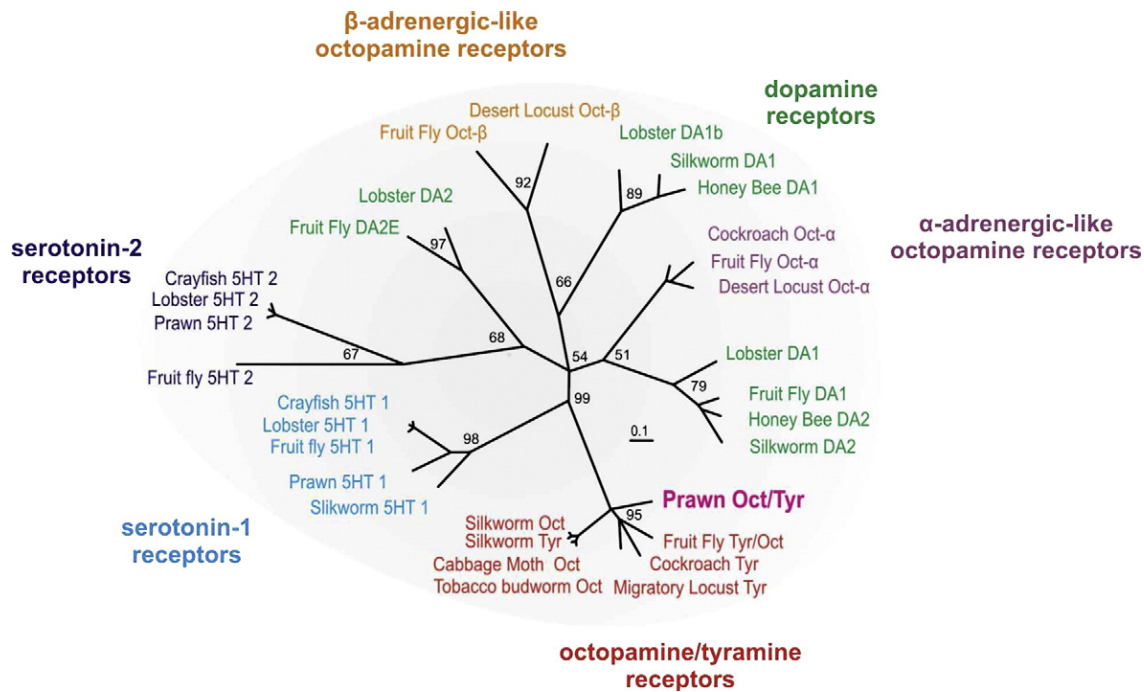 β-adrenergic-like
octopamine receptors
dopamine
receptors
Desert Locust Oct-β
Fruit Fly Oct-β
92
Lobster DA1b
Silkworm DA1
Honey Bee DA1
89
Lobster DA2
Fruit Fly DA2E
97
α-adrenergic-like
octopamine receptors
Cockroach Oct-α
Fruit Fly Oct-α
Desert Locust Oct-α
serotonin-2
receptors
Crayfish 5HT 2
Lobster 5HT 2
Prawn 5HT 2
Fruit fly 5HT 2
67
68
66
54
51
99
Lobster DA1
79
Fruit Fly DA1
Honey Bee DA2
Silkworm DA2
0.1
Crayfish 5HT 1
Lobster 5HT 1
Fruit fly 5HT 1
98
Prawn 5HT 1
Slikworm 5HT 1
serotonin-1
receptors
Prawn Oct/Tyr
95
Silkworm Oct
Silkworm Tyr
Cabbage Moth Oct
Tobacco budworm Oct
Fruit Fly Tyr/Oct
Cockroach Tyr
Migratory Locust Tyr
octopamine/tyramine
receptors